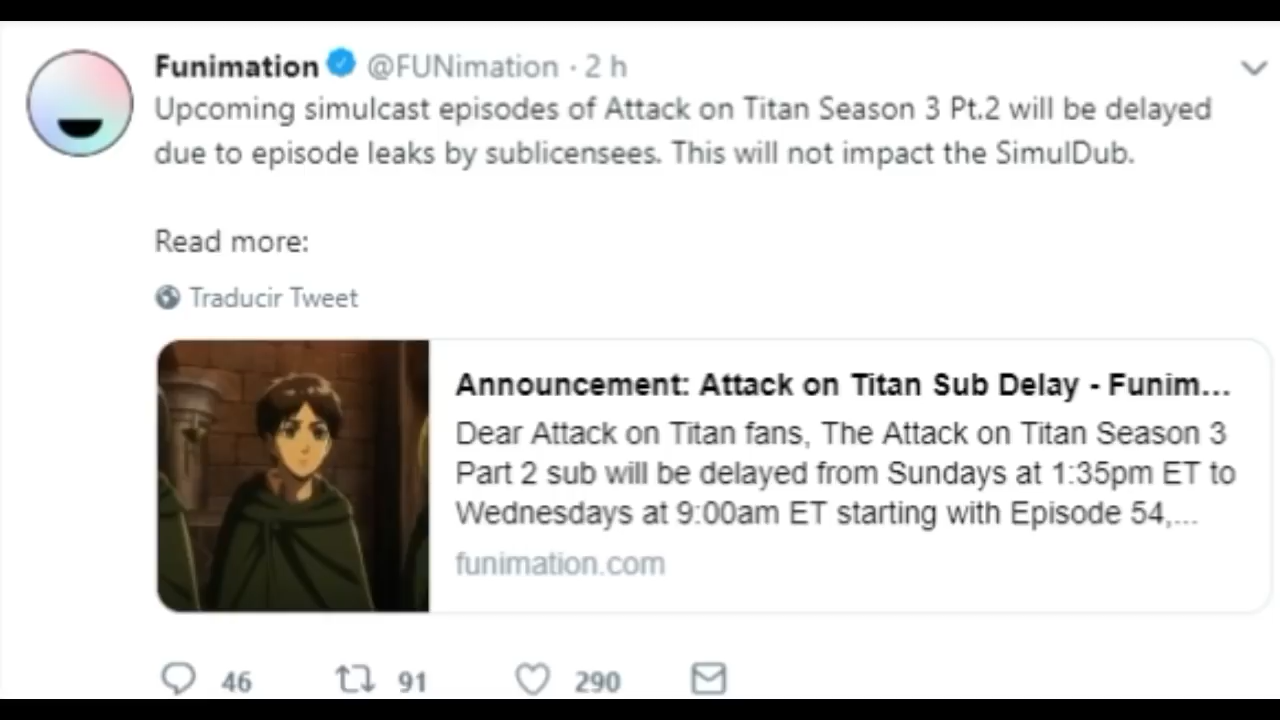 Funimation @FUNimation · 2 h
Upcoming simulcast episodes of Attack on Titan Season 3 Pt.2 will be delayed
due to episode leaks by sublicensees. This will not impact the SimulDub.
Read more:
Traducir Tweet
Announcement: Attack on Titan Sub Delay - Funim...
Dear Attack on Titan fans, The Attack on Titan Season 3
Part 2 sub will be delayed from Sundays at 1:35pm ET to
Wednesdays at 9:00am ET starting with Episode 54,...
funimation.com
46 91 290